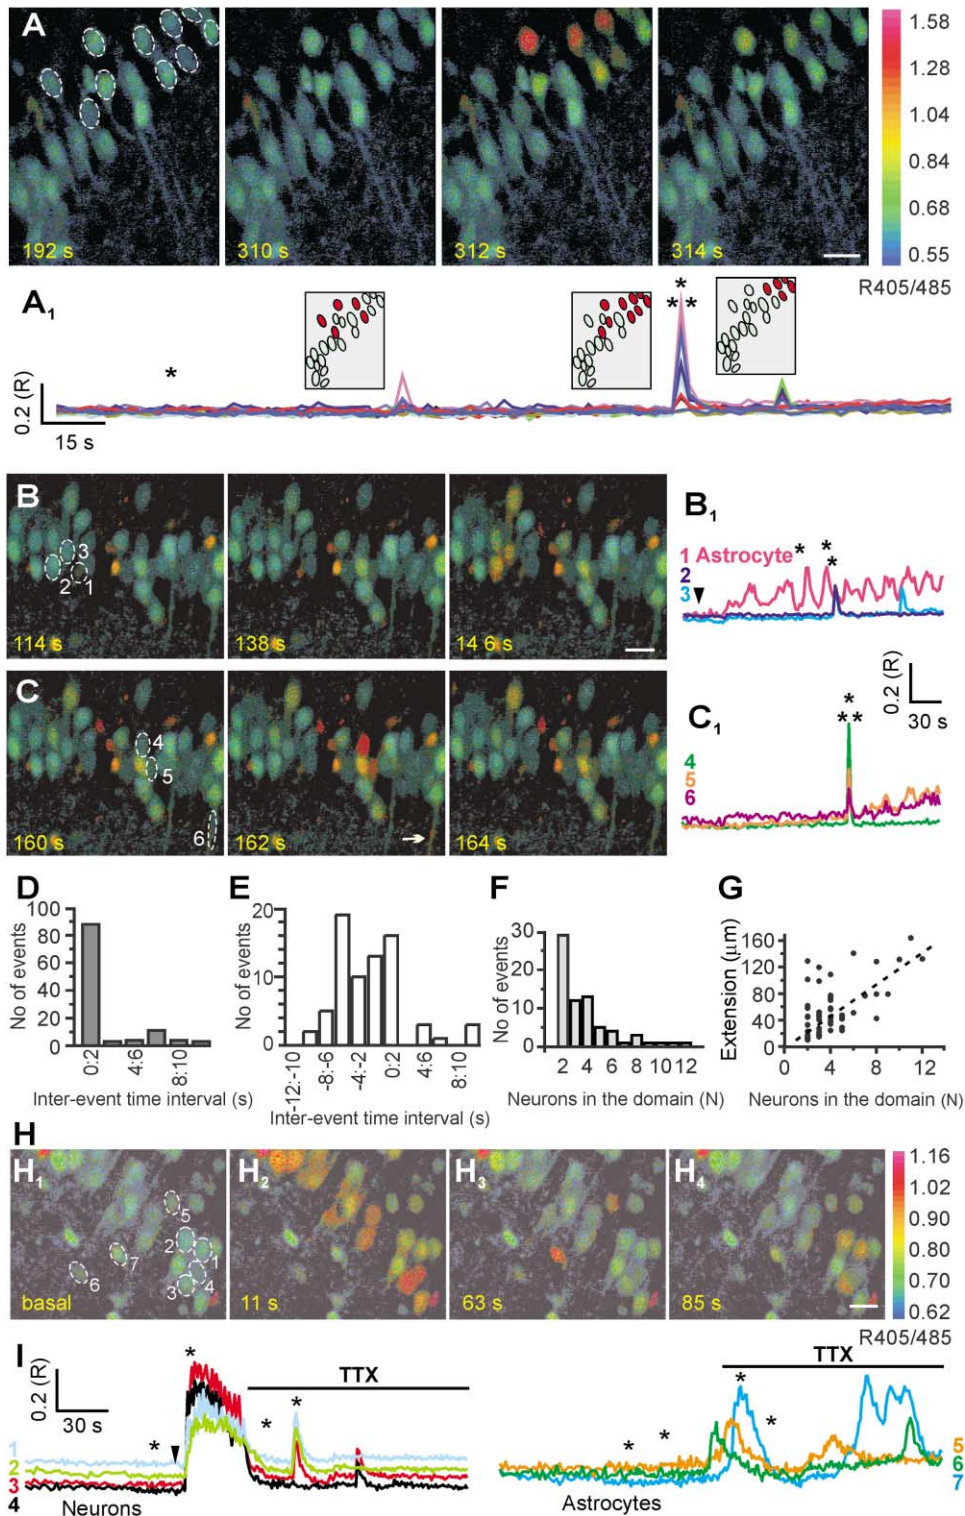 A
192 s
310 s
312 s
314 s
1.58
1.28
1.04
0.84
0.68
0.55
R405/485
A1
*
*
**
0.2 (R)
15 s
B
3
2
1
114 s
138 s
14 6 s
B1
1 Astrocyte
2
3
*
*
*
C
4
5
6
160 s
162 s
164 s
0.2 (R)
30 s
C1
*
**
4
5
6
D
No of events
100
80
60
40
20
0
0:2
4:6
8:10
Inter-event time interval (s)
E
No of events
20
10
0
-12:-10
-8:-6
-4:-2
0:2
4:6
8:10
Inter-event time interval (s)
F
No of events
30
20
10
0
2
4
6
8
10
12
Neurons in the domain (N)
G
Extension (μm)
160
120
80
40
0
0
4
8
12
Neurons in the domain (N)
H
H1
5
2
1
7
6
3
4
basal
H2
11 s
H3
63 s
H4
85 s
1.16
1.02
0.90
0.80
0.70
0.62
R405/485
I
0.2 (R)
30 s
*
*
*
*
TTX
1
2
3
4
Neurons
TTX
*
*
*
*
5
6
7
Astrocytes